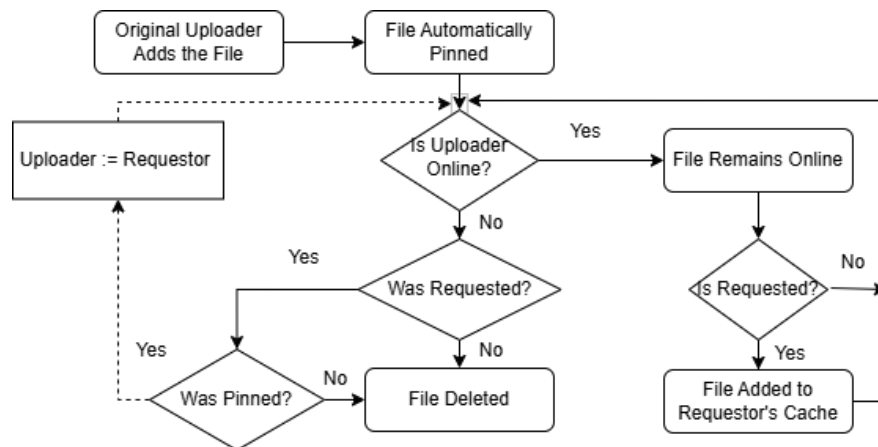 Original Uploader
Adds the File
File Automatically
Pinned
Uploader := Requestor
Is Uploader
Online?
Yes
File Remains Online
No
Yes
Was Requested?
Is Requested?
No
Yes
No
Yes
Was Pinned?
No
File Deleted
File Added to
Requestor's Cache